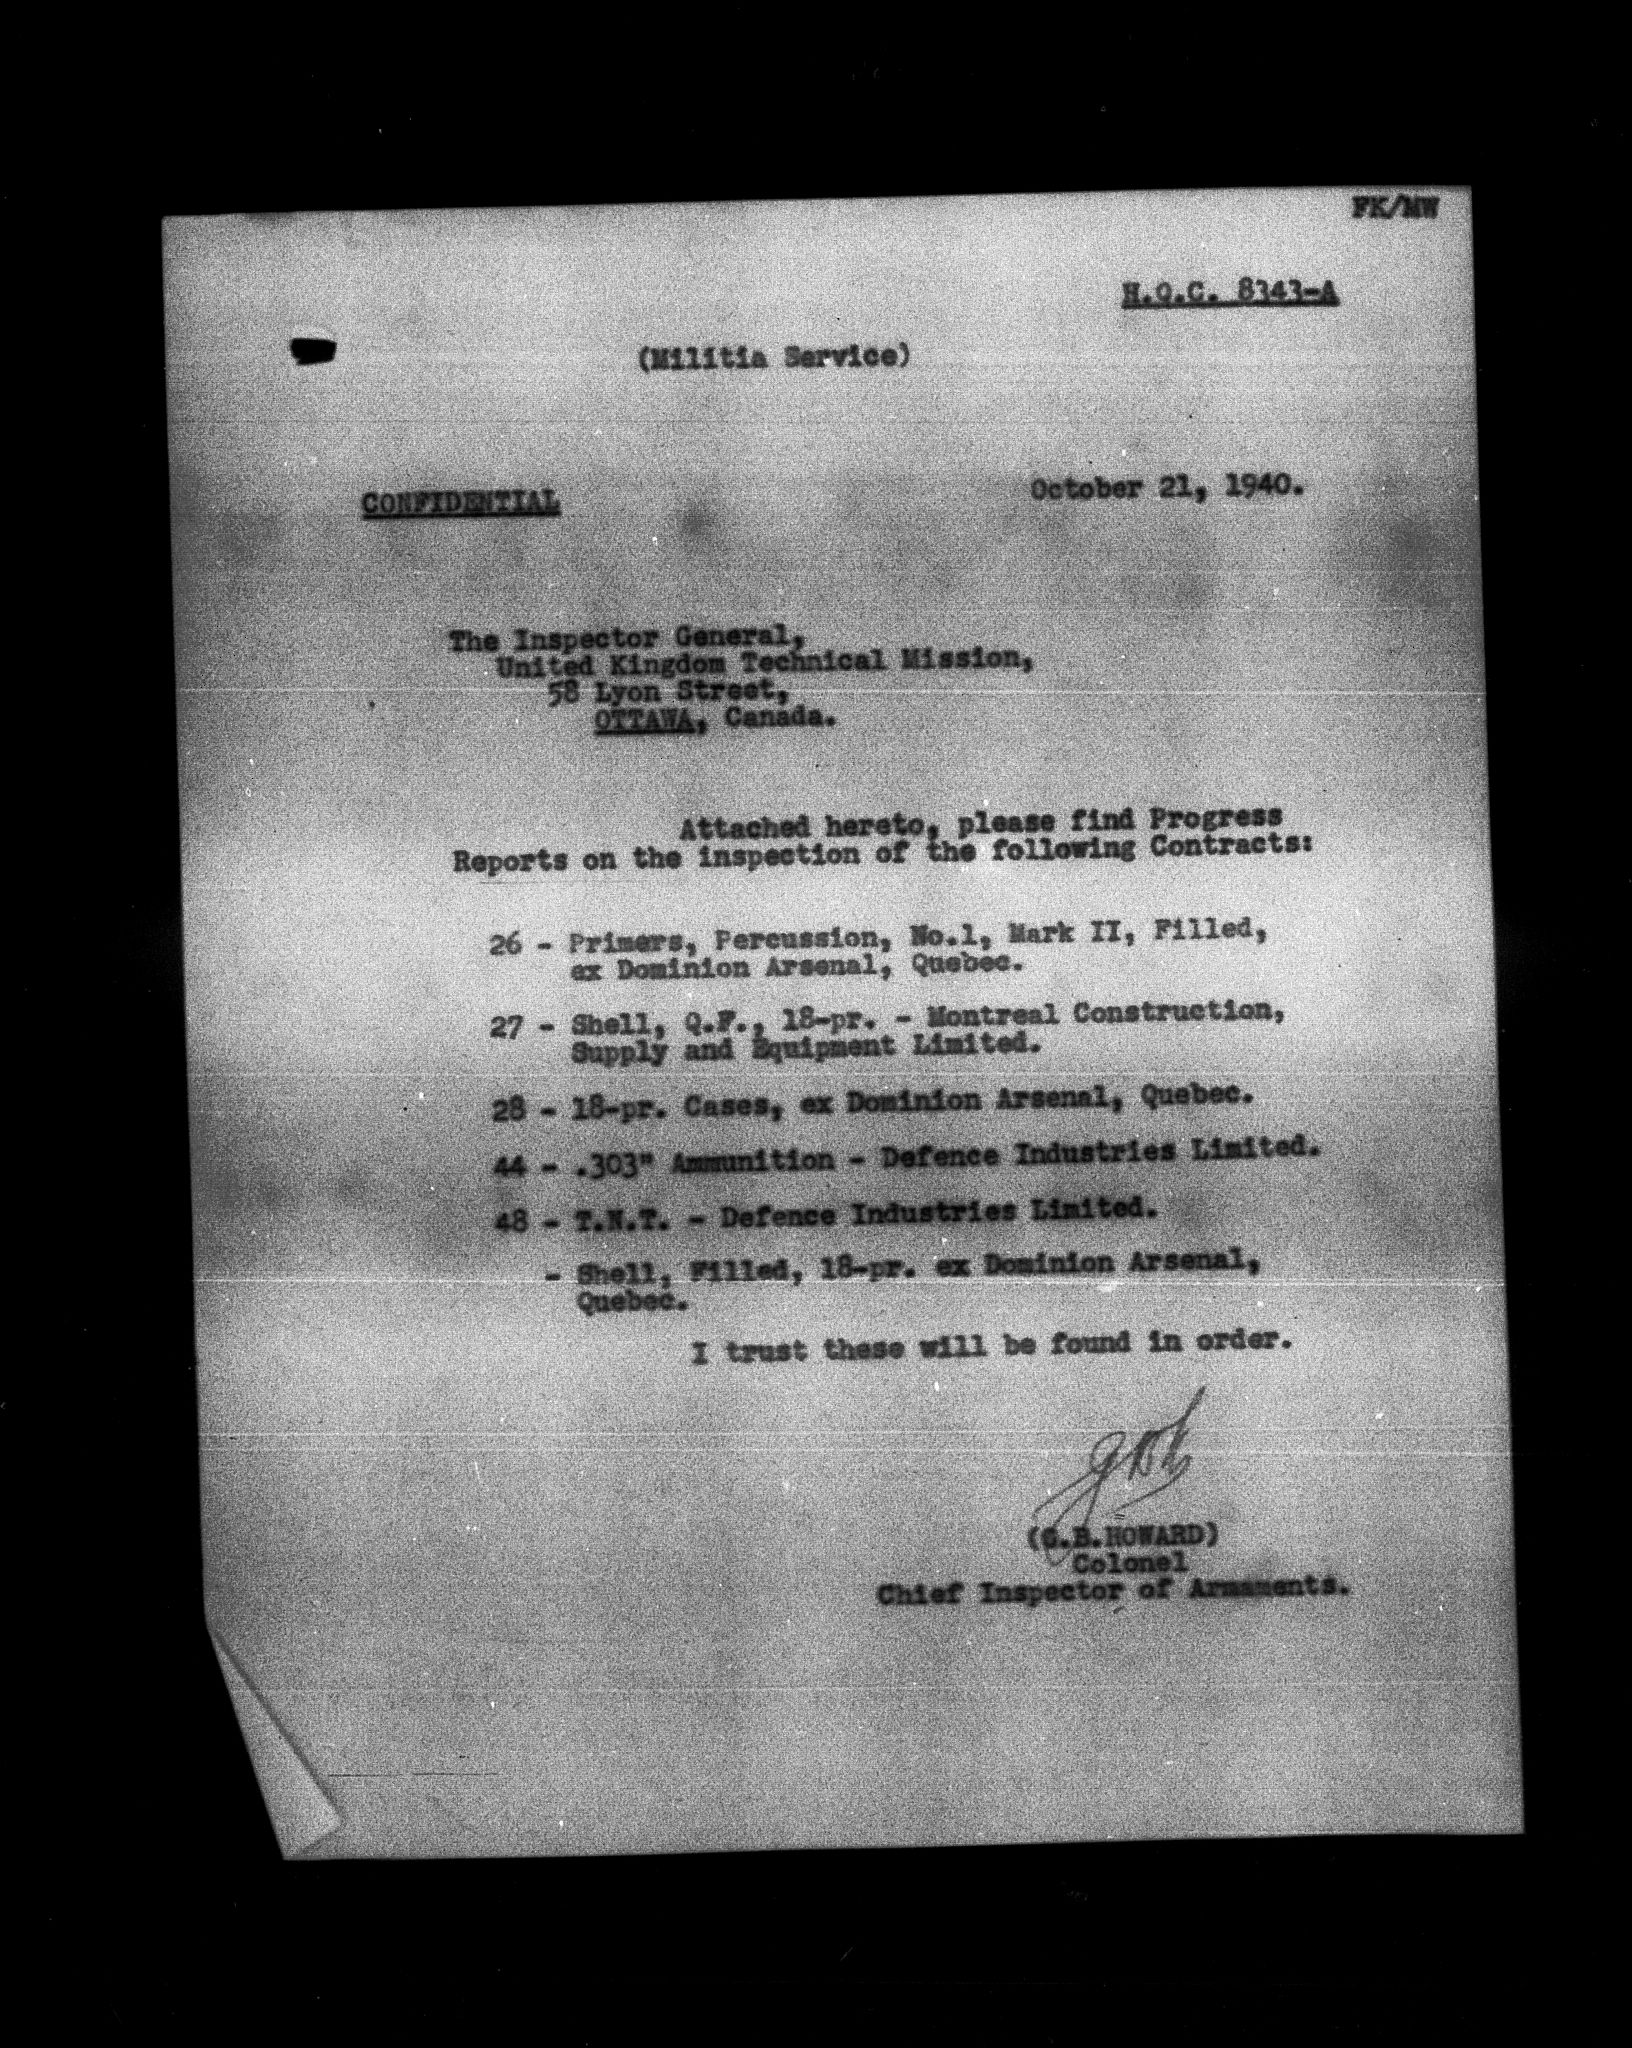 FK/MW
H.Q.C. 8343-A
(Militia Service)
October 21, 1940.
CONFIDENTIAL
The Inspector General,
United Kingdom Technical Mission,
58 Lyon Street,
OTTAWA, Canada.
Attached hereto, please find Progress
Reports on the inspection of the following Contracts:
26 - Primers, Percussion, No.1, Mark II, Filled,
ex Dominion Arsenal, Quebec.
27 - Shell, Q.F., 18-pr. - Montreal Construction,
Supply and Equipment Limited.
28 - 18-pr. Cases, ex Dominion Arsenal, Quebec.
44 - .303" Ammunition - Defence Industries Limited.
48 - T.N.T. - Defence Industries Limited.
- Shell, Filled, 18-pr. ex Dominion Arsenal,
Quebec.
I trust these will be found in order.
(G.B.HOWARD)
Colonel
Chief Inspector of Armaments.